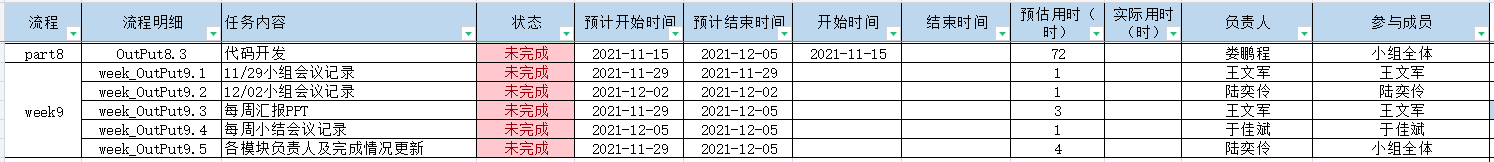 流程 流程明细 任务内容 状态 预计开始时间 预计结束时间 开始时间 结束时间 预估用时（时） 实际用时（时） 负责人 参与成员
part8 OutPut8.3 代码开发 未完成 2021-11-15 2021-12-05 2021-11-15 72 娄鹏程 小组全体
week9 week_OutPut9.1 11/29小组会议记录 未完成 2021-11-29 2021-11-29 1 王文军 王文军
week_OutPut9.2 12/02小组会议记录 未完成 2021-12-02 2021-12-02 1 陆奕伶 陆奕伶
week_OutPut9.3 每周汇报PPT 未完成 2021-11-29 2021-12-05 3 王文军 王文军
week_OutPut9.4 每周小结会议记录 未完成 2021-12-05 2021-12-05 1 于佳斌 于佳斌
week_OutPut9.5 各模块负责人及完成情况更新 未完成 2021-11-29 2021-12-05 4 陆奕伶 小组全体